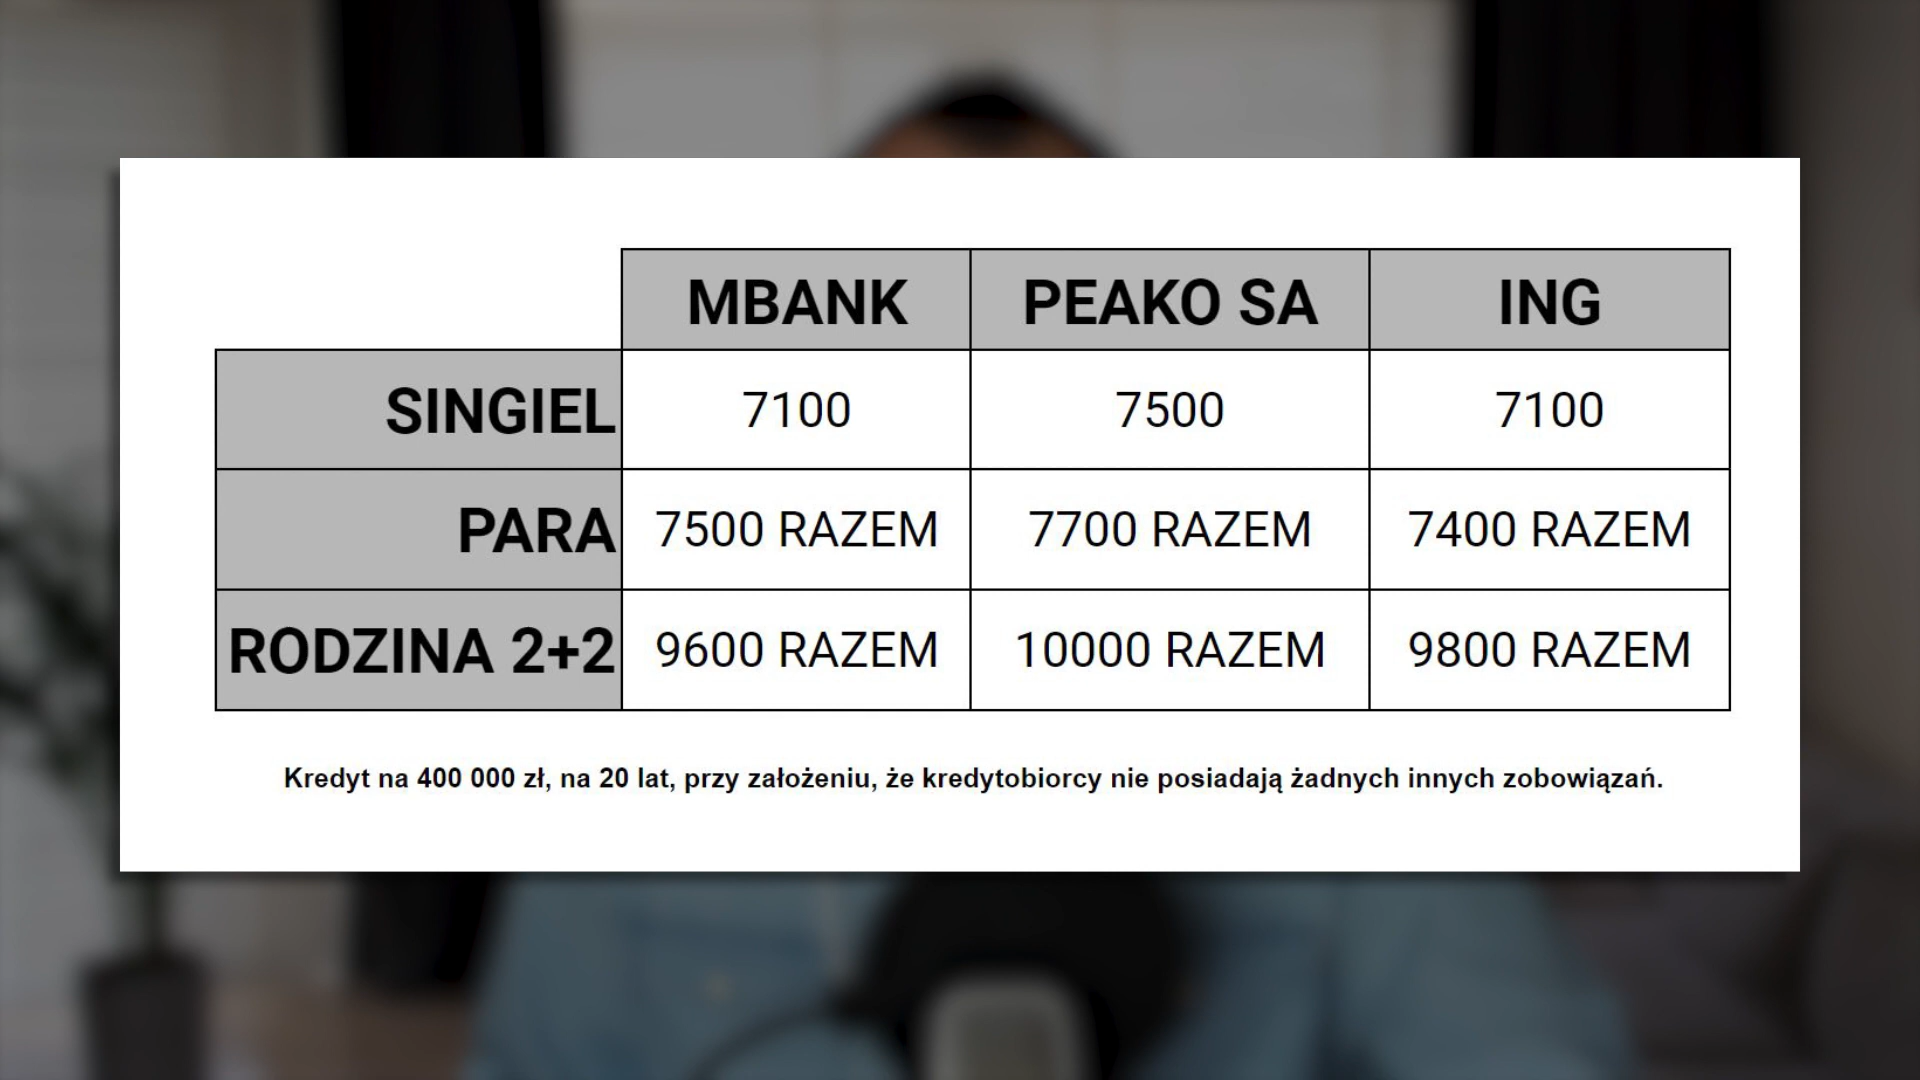 MBANK PEAKO SA ING
SINGIEL 7100 7500 7100
PARA 7500 RAZEM 7700 RAZEM 7400 RAZEM
RODZINA 2+2 9600 RAZEM 10000 RAZEM 9800 RAZEM
Kredyt na 400 000 zł, na 20 lat, przy założeniu, że kredytobiorcy nie posiadają żadnych innych zobowiązań.